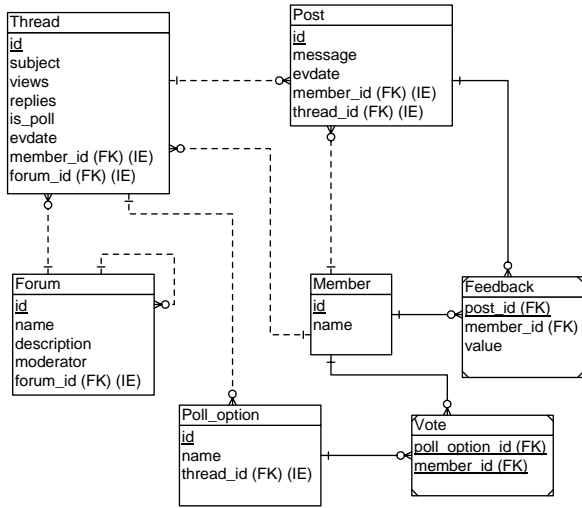 Thread
id
subject
views
replies
is_poll
evdate
member_id (FK) (IE)
forum_id (FK) (IE)
Post
id
message
evdate
member_id (FK) (IE)
thread_id (FK) (IE)
Forum
id
name
description
moderator
forum_id (FK) (IE)
Member
id
name
Feedback
post_id (FK)
member_id (FK)
value
Poll_option
id
name
thread_id (FK) (IE)
Vote
poll_option_id (FK)
member_id (FK)